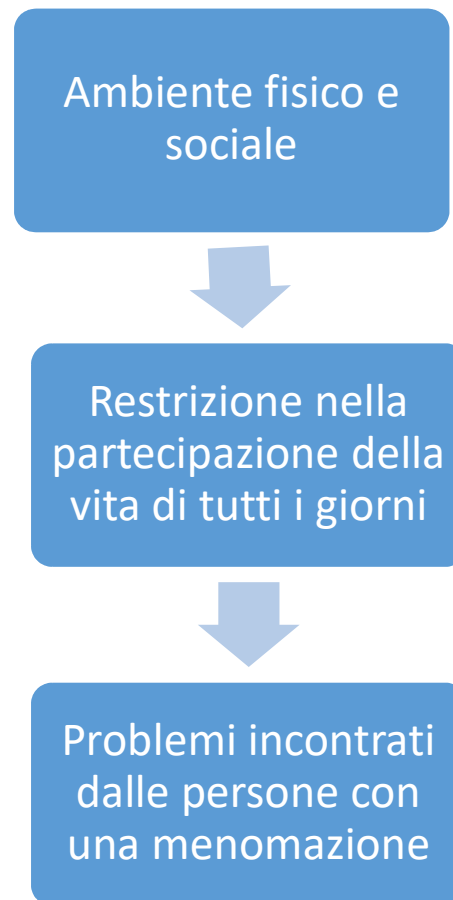 Ambiente fisico e
sociale
Restrizione nella
partecipazione della
vita di tutti i giorni
Problemi incontrati
dalle persone con
una menomazione